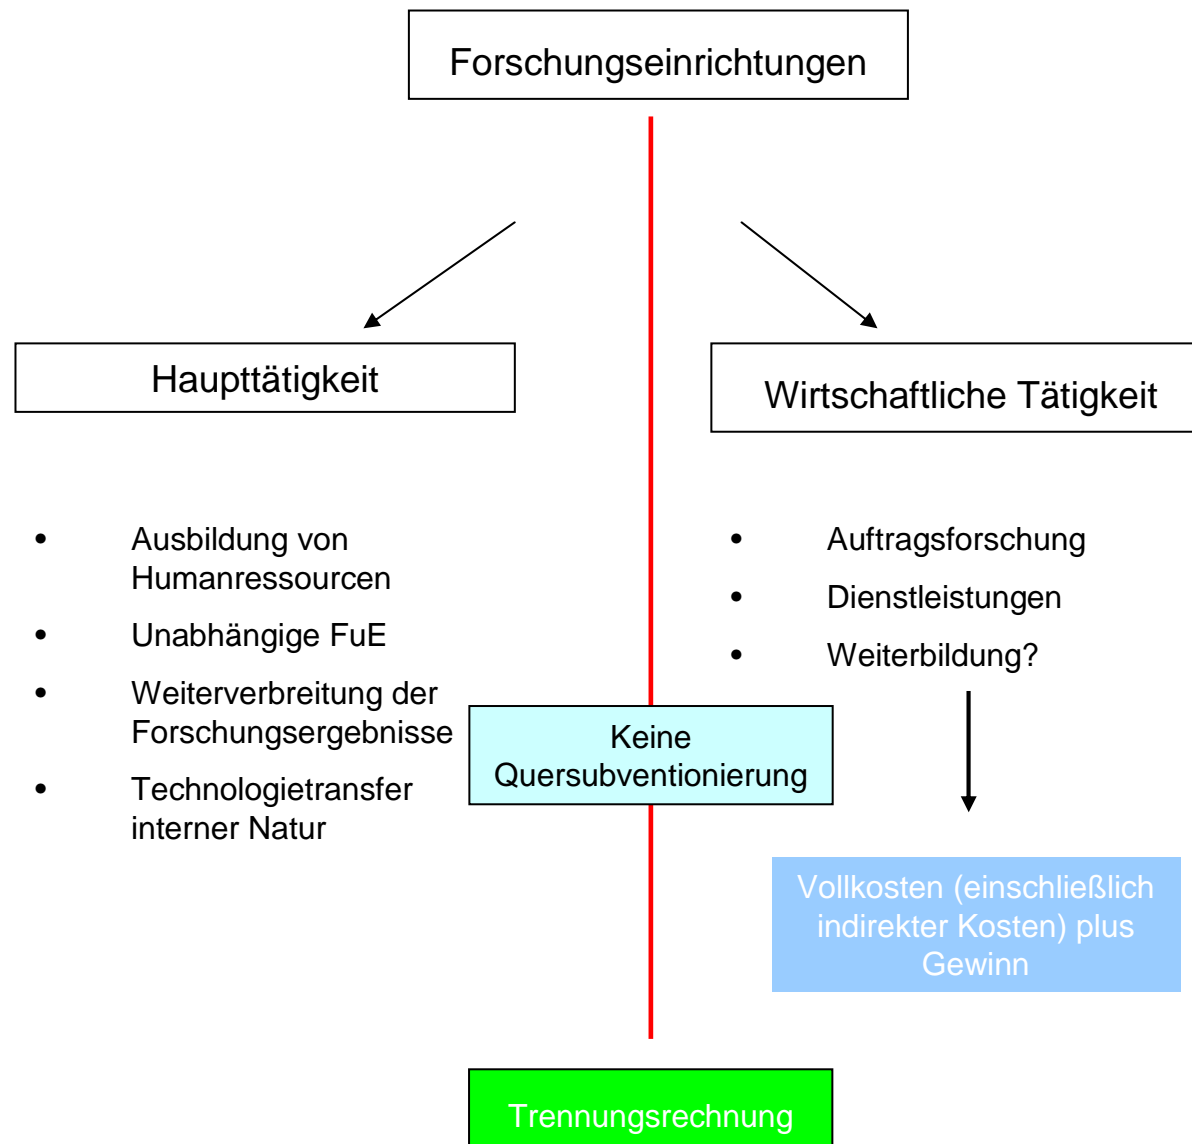 Forschungseinrichtungen
Haupttätigkeit
Wirtschaftliche Tätigkeit
• Ausbildung von
Humanressourcen
• Unabhängige FuE
• Weiterverbreitung der
Forschungsergebnisse
• Technologietransfer
interner Natur
• Auftragsforschung
• Dienstleistungen
• Weiterbildung?
Keine
Quersubventionierung
Vollkosten (einschließlich
indirekter Kosten) plus
Gewinn
Trennungsrechnung